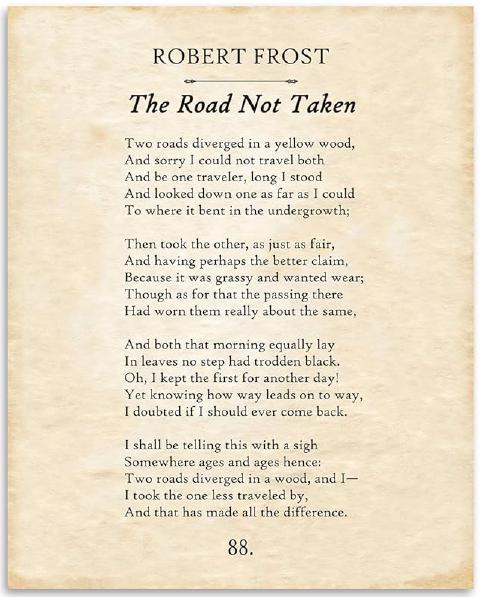 ROBERT FROST
The Road Not Taken
Two roads diverged in a yellow wood,
And sorry I could not travel both
And be one traveler, long I stood
And looked down one as far as I could
To where it bent in the undergrowth;
Then took the other, as just as fair,
And having perhaps the better claim,
Because it was grassy and wanted wear;
Though as for that the passing there
Had worn them really about the same,
And both that morning equally lay
In leaves no step had trodden black.
Oh, I kept the first for another day!
Yet knowing how way leads on to way,
I doubted if I should ever come back.
I shall be telling this with a sigh
Somewhere ages and ages hence:
Two roads diverged in a wood, and I—
I took the one less traveled by,
And that has made all the difference.
88.